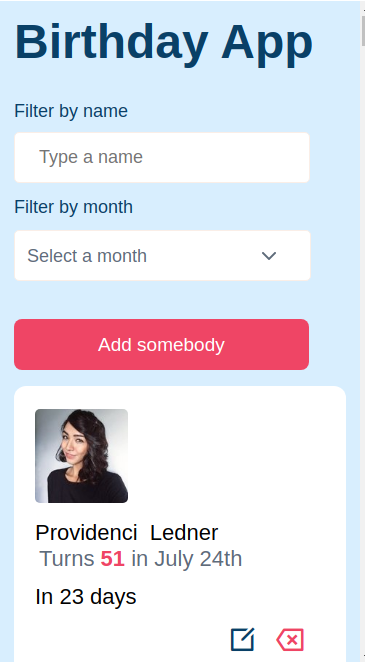 Birthday App
Filter by name
Type a name
Filter by month
Select a month
Add somebody
Providenci Ledner
Turns 51 in July 24th
In 23 days